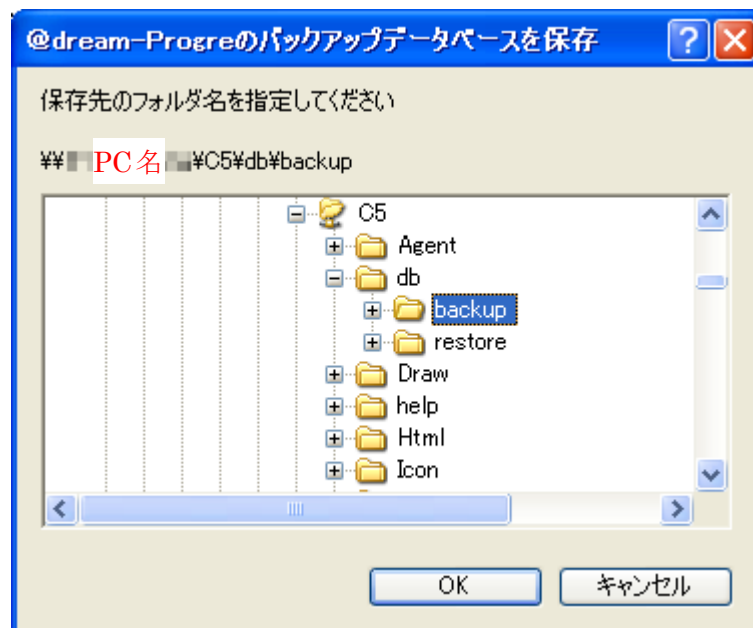 @dream-Progreのバックアップデータベースを保存
保存先のフォルダ名を指定してください
¥¥PC名¥C5¥db¥backup
C5
Agent
db
backup
restore
Draw
help
Html
Icon
OK キャンセル